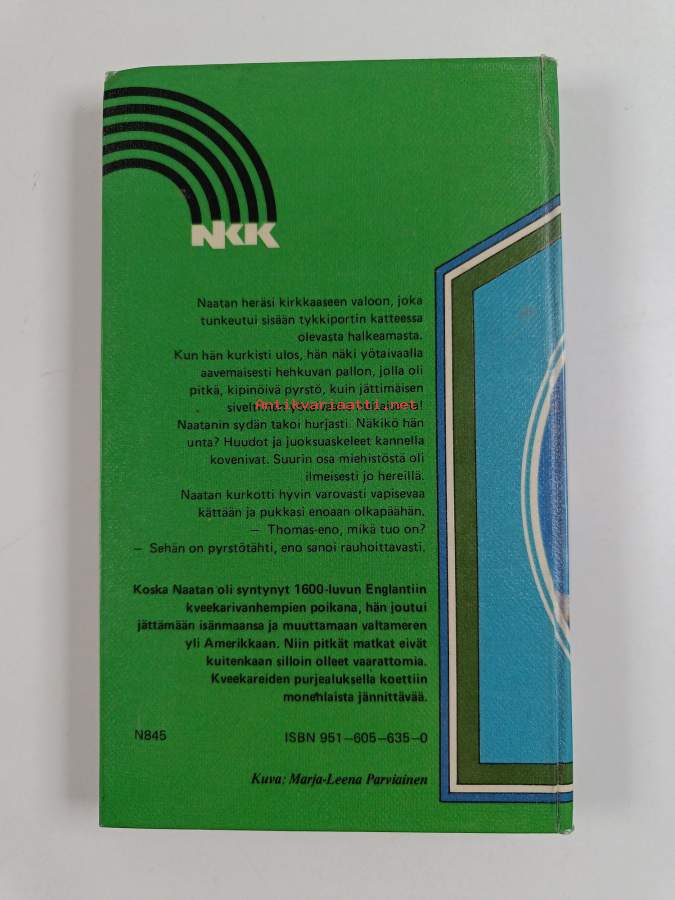 NKK
Naatan heräsi kirkkaaseen valoon, joka
tunkeutui sisään tykkiportin katteessa
olevasta halkeamasta.
Kun hän kurkisti ulos, hän näki yötaivaalla
aavemaisesti hehkuvan pallon, jolla oli
pitkä, kipinöivä pyrstö, kuin jättimäisen
Antikvariaatti.net
Naatanin sydän takoi hurjasti. Näkikö hän
unta? Huudot ja juoksuaskeleet kannella
kovenivat. Suurin osa miehistöstä oli
ilmeisesti jo hereillä.
Naatan kurkotti hyvin varovasti vapisevaa
kättään ja pukkasi enoaan olkapäähän.
— Thomas-eno, mikä tuo on?
— Sehän on pyrstötähti, eno sanoi rauhoittavasti.
Koska Naatan oli syntynyt 1600-luvun Englantiin
kveekarivanhempien poikana, hän joutui
jättämään isänmaansa ja muuttamaan valtameren
yli Amerikkaan. Niin pitkät matkat eivät
kuitenkaan silloin olleet vaarattomia.
Kveekareiden purjealuksella koettiin
monenlaista jännittävää.
N845
ISBN 951—605—635—0
Kuva: Marja-Leena Parviainen